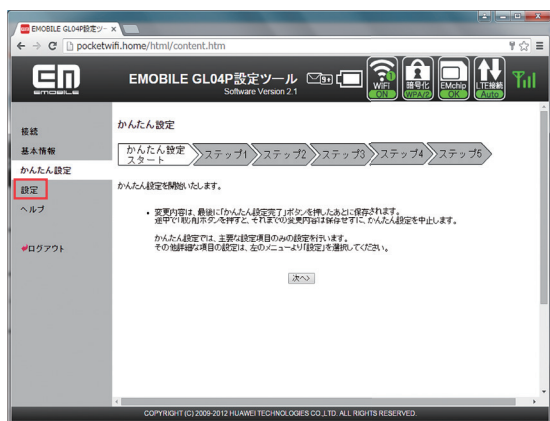 EMOBILE GL04P設定ツー
pocketwifi.home/html/content.htm
EM
EMOBILE
EMOBILE GL04P設定ツール
Software Version 2.1
9+
WiFi
ON
暗号化
WPA/2
EMchip
OK
LTE接続
Auto
接続
基本情報
かんたん設定
設定
ヘルプ
ログアウト
かんたん設定
かんたん設定
スタート
ステップ1
ステップ2
ステップ3
ステップ4
ステップ5
かんたん設定を開始いたします。
・ 変更内容は、最後に「かんたん設定完了」ボタンを押したあとに保存されます。
途中で「取消」ボタンを押すと、それまでの変更内容は保存せずに、かんたん設定を中止します。
かんたん設定では、主要な設定項目のみの設定を行います。
その他詳細な項目の設定は、左のメニューより「設定」を選択してください。
次へ>
COPYRIGHT (C) 2009-2012 HUAWEI TECHNOLOGIES CO.,LTD. ALL RIGHTS RESERVED.